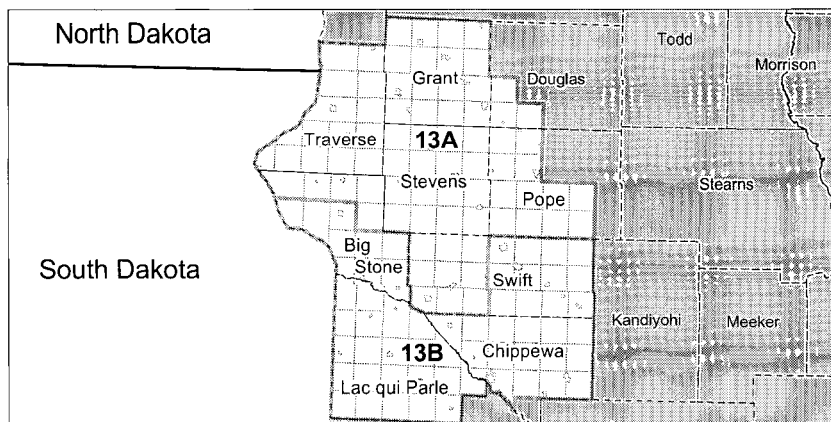 North Dakota
Todd
Morrison
Grant
Douglas
Traverse
13A
Stevens
Stearns
Pope
Big
Stone
South Dakota
Swift
Kandiyohi
Meeker
13B
Chippewa
Lac qui Parle